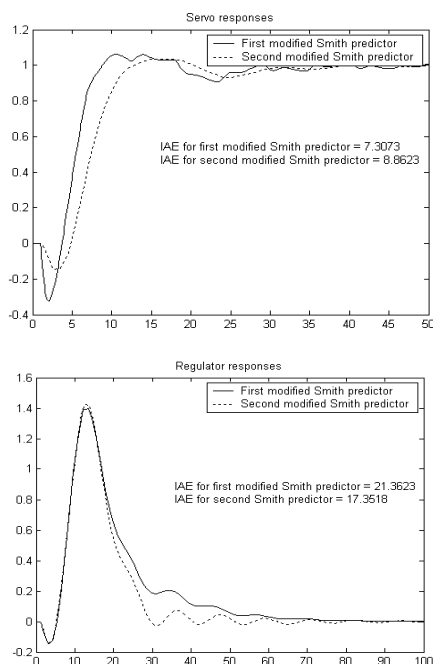 Servo responses
1.2
First modified Smith predictor
Second modified Smith predictor
1
0.8
0.6
IAE for first modified Smith predictor = 7.3073
IAE for second modified Smith predictor = 8.8623
0.4
0.2
0
-0.2
-0.4
0 5 10 15 20 25 30 35 40 45 50
Regulator responses
1.6
First modified Smith predictor
Second modified Smith predictor
1.4
1.2
1
IAE for first modified Smith predictor = 21.3623
IAE for second Smith predictor = 17.3518
0.8
0.6
0.4
0.2
0
-0.2
0 10 20 30 40 50 60 70 80 90 100